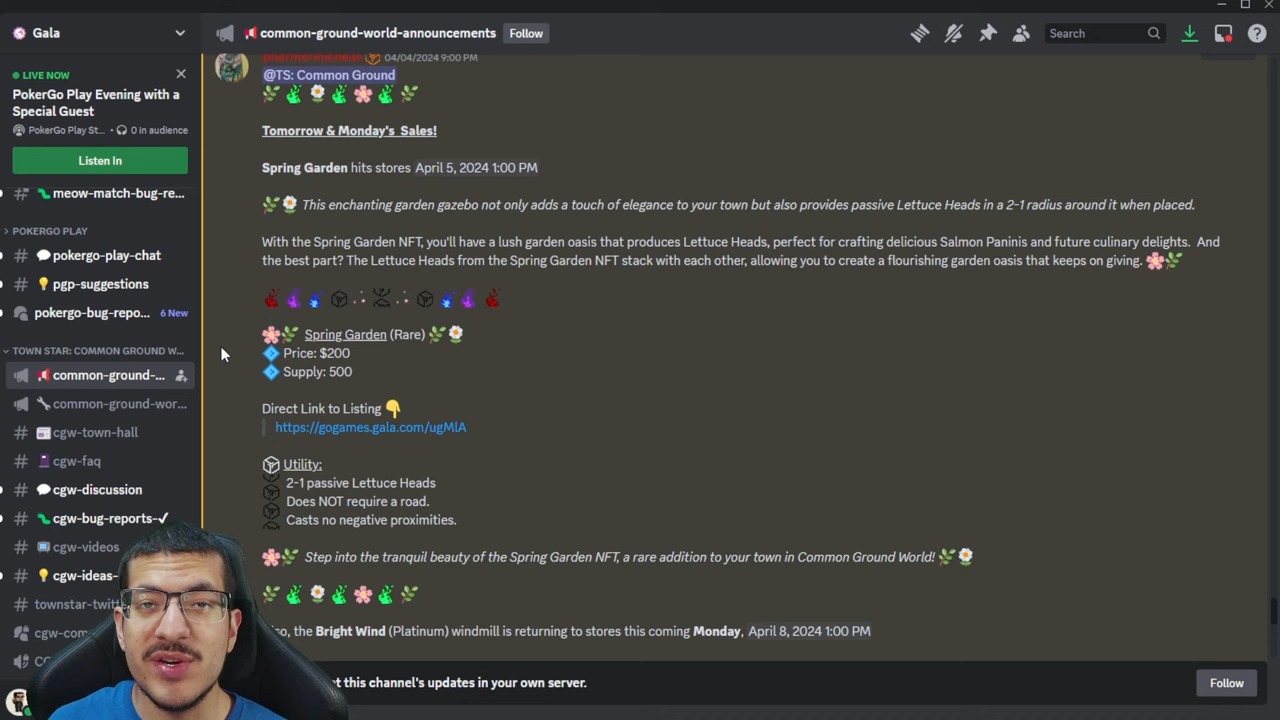 Gala
common-ground-world-announcements
Follow
Search
LIVE NOW
PokerGo Play Evening with a
Special Guest
PokerGo Play St... • 0 in audience
Listen In
meow-match-bug-re...
POKERGO PLAY
pokergo-play-chat
pgp-suggestions
pokergo-bug-repo... 6 New
TOWN STAR: COMMON GROUND W...
common-ground-...
common-ground-wor...
cgw-town-hall
cgw-faq
cgw-discussion
cgw-bug-reports-✓
cgw-videos
cgw-ideas-
townstar-twitt
cgw-com
04/04/2024 9:00 PM
@TS: Common Ground
Tomorrow & Monday's Sales!
Spring Garden hits stores April 5, 2024 1:00 PM
This enchanting garden gazebo not only adds a touch of elegance to your town but also provides passive Lettuce Heads in a 2-1 radius around it when placed.
With the Spring Garden NFT, you'll have a lush garden oasis that produces Lettuce Heads, perfect for crafting delicious Salmon Paninis and future culinary delights. And
the best part? The Lettuce Heads from the Spring Garden NFT stack with each other, allowing you to create a flourishing garden oasis that keeps on giving.
Spring Garden (Rare)
Price: $200
Supply: 500
Direct Link to Listing
https://gogames.gala.com/ugMlA
Utility:
2-1 passive Lettuce Heads
Does NOT require a road.
Casts no negative proximities.
Step into the tranquil beauty of the Spring Garden NFT, a rare addition to your town in Common Ground World!
the Bright Wind (Platinum) windmill is returning to stores this coming Monday, April 8, 2024 1:00 PM
this channel's updates in your own server.
Follow